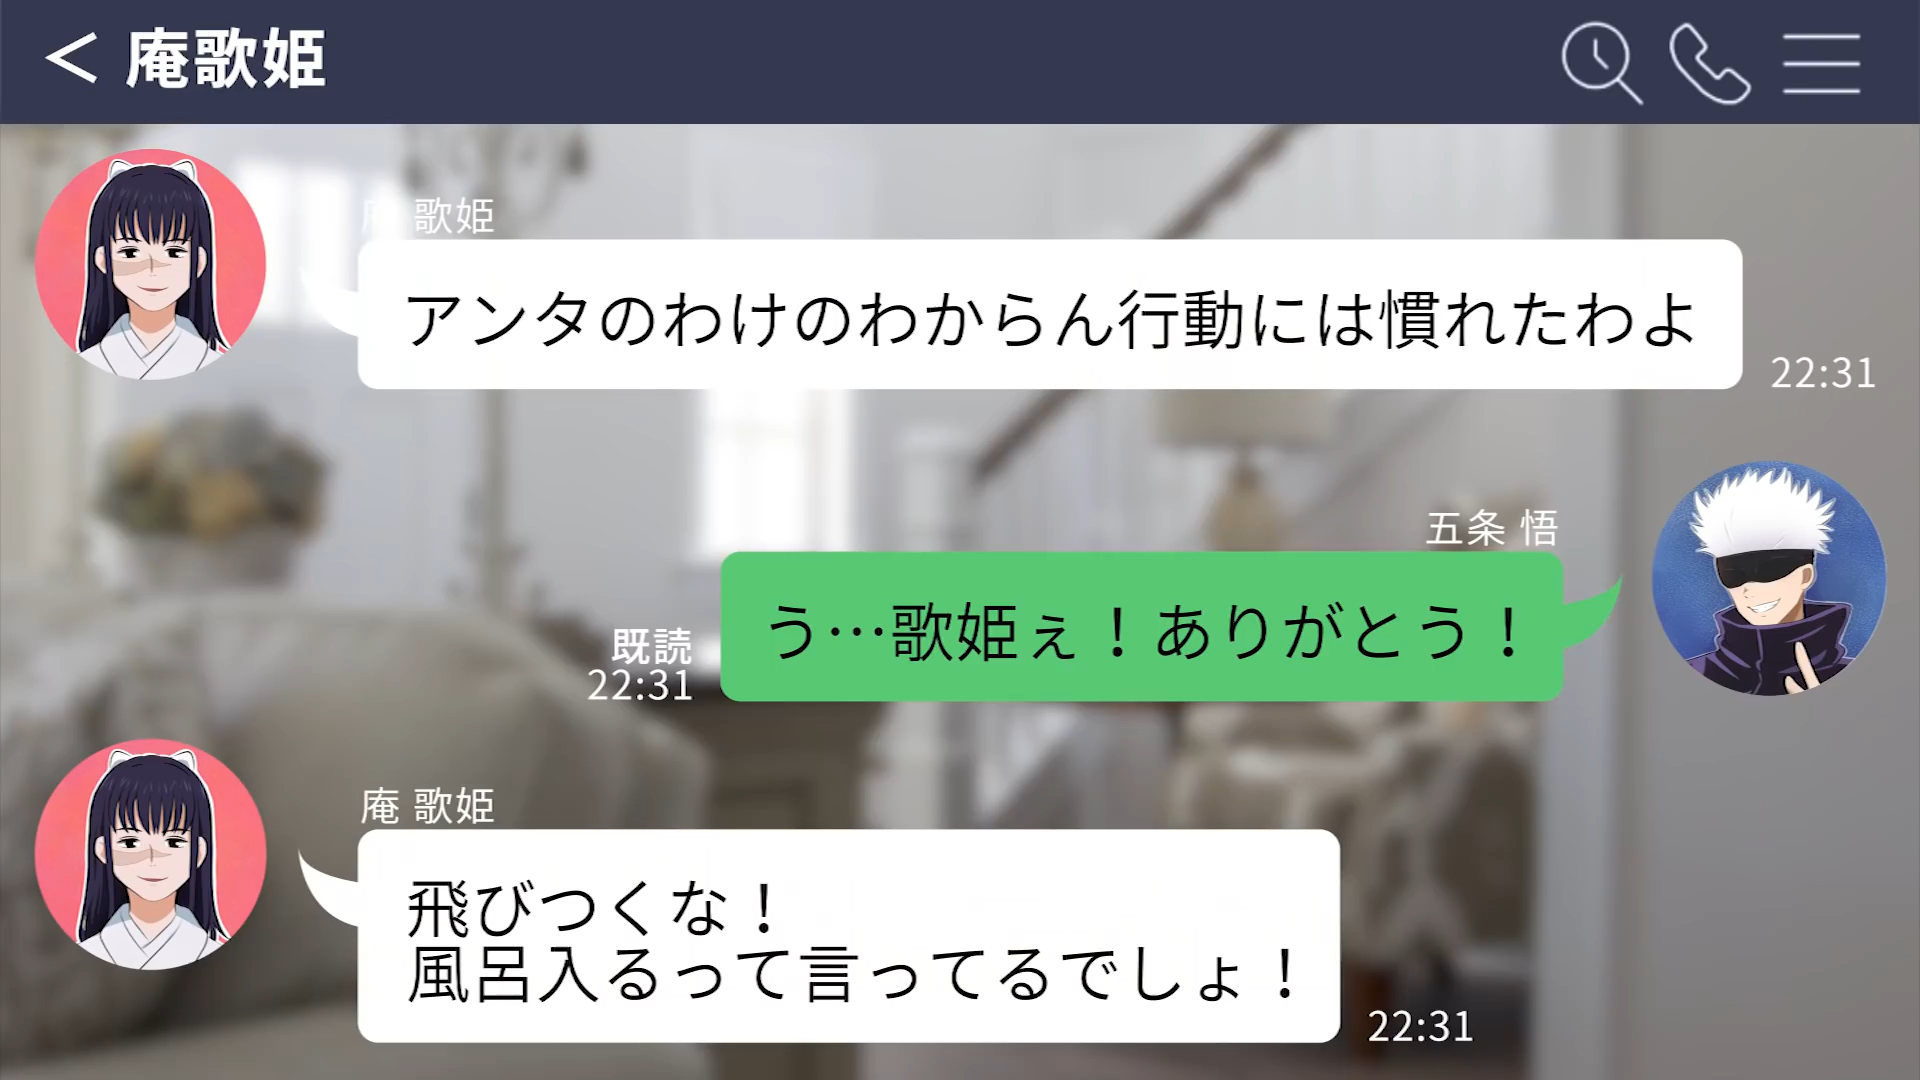 庵歌姫
庵 歌姫
アンタのわけのわからん行動には慣れたわよ
22:31
五条 悟
う…歌姫ぇ！ありがとう！
既読
22:31
庵 歌姫
飛びつくな！
風呂入るって言ってるでしょ！
22:31